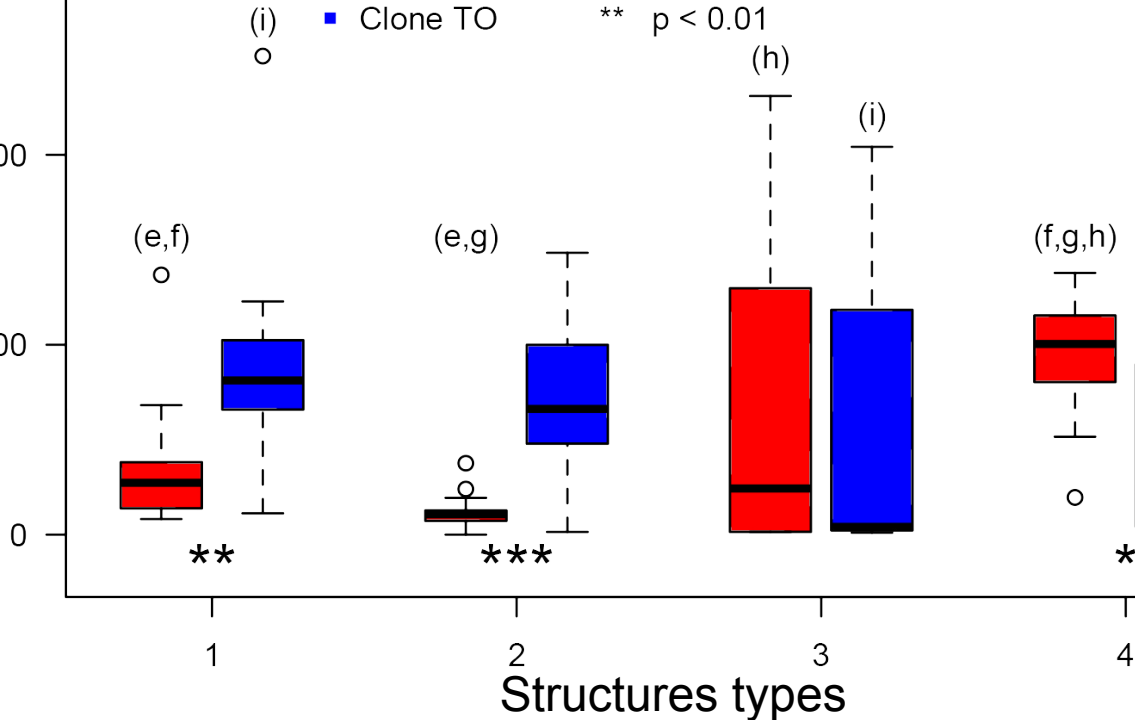 (i) Clone TO ** p < 0.01
(h)
(i)
00
(e,f) (e,g) (f,g,h)
00
0
** *** *
1 2 3 4
Structures types